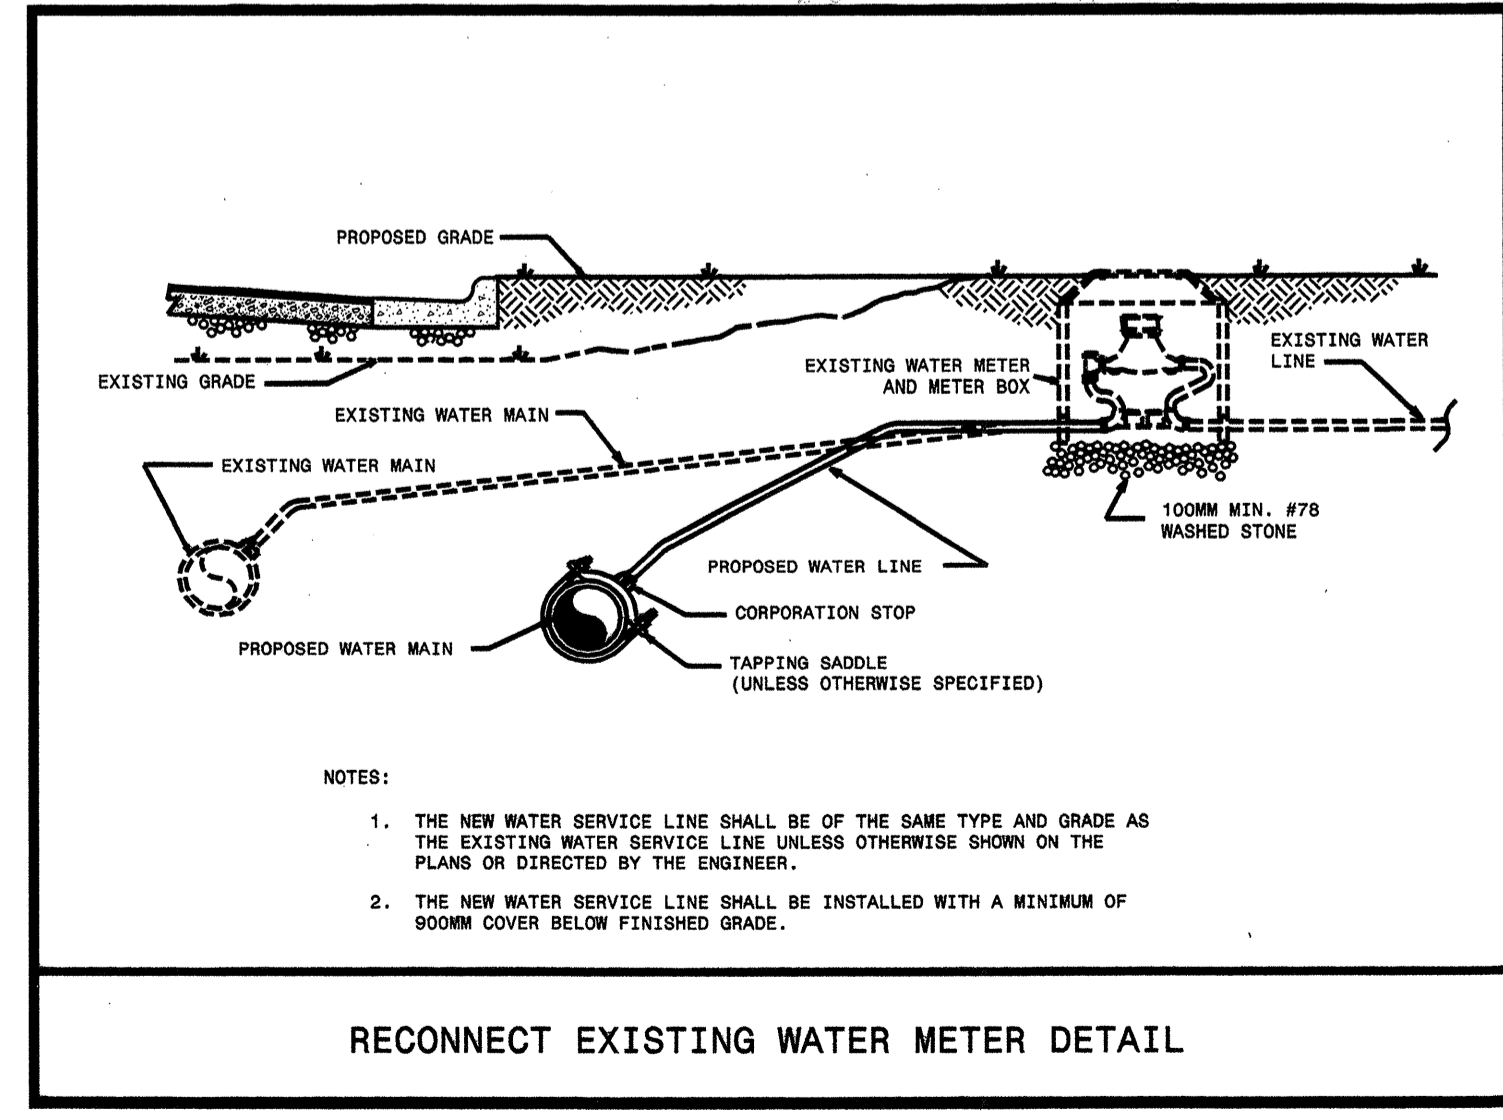 PROPOSED GRADE
EXISTING GRADE
EXISTING WATER MAIN
EXISTING WATER MAIN
EXISTING WATER METER
AND METER BOX
EXISTING WATER
LINE
100MM MIN. #78
WASHED STONE
PROPOSED WATER LINE
CORPORATION STOP
PROPOSED WATER MAIN
TAPPING SADDLE
(UNLESS OTHERWISE SPECIFIED)
NOTES:
1. THE NEW WATER SERVICE LINE SHALL BE OF THE SAME TYPE AND GRADE AS
THE EXISTING WATER SERVICE LINE UNLESS OTHERWISE SHOWN ON THE
PLANS OR DIRECTED BY THE ENGINEER.
2. THE NEW WATER SERVICE LINE SHALL BE INSTALLED WITH A MINIMUM OF
900MM COVER BELOW FINISHED GRADE.
RECONNECT EXISTING WATER METER DETAIL